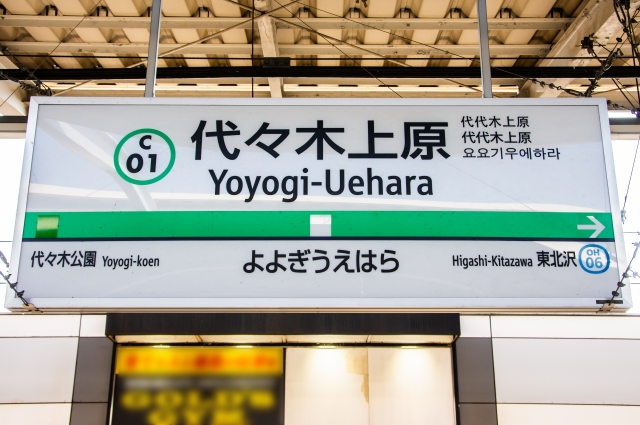 C
01
代々木上原
代代木上原
代代木上原
요요기우에하라
Yoyogi-Uehara
代々木公園 Yoyogi-koen
よよぎうえはら
Higashi-Kitazawa 東北沢
OH
06
GOLD'S
GYM